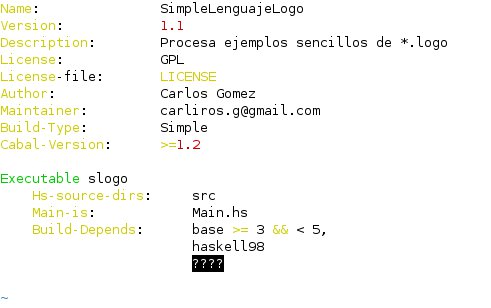 Name: SimpleLenguajeLogo
Version: 1.1
Description: Procesa ejemplos sencillos de *.logo
License: GPL
License-file: LICENSE
Author: Carlos Gomez
Maintainer: carliros.g@gmail.com
Build-Type: Simple
Cabal-Version: >=1.2
Executable slogo
Hs-source-dirs: src
Main-is: Main.hs
Build-Depends: base >= 3 && < 5,
haskell98
????
~